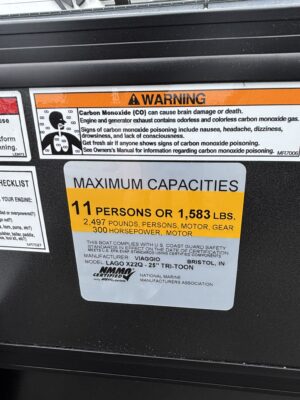 WARNING
Carbon Monoxide (CO) can cause brain damage or death.
Engine and generator exhaust contains odorless and colorless carbon monoxide gas.
Signs of carbon monoxide poisoning include nauses, headache, dizziness,
drowsiness, and lack of consciousness.
Get fresh air if anyone shows signs of carbon monoxide poisoning.
See Owner's Manual for information regarding carbon monoxide poisoning.
CHECKLIST
YOUR ENGINE:
MAXIMUM CAPACITIES
11 PERSONS OR 1,583 LBS.
2,497 POUNDS, PERSONS, MOTOR, GEAR
300 HORSEPOWER, MOTOR
THIS BOAT COMPLIES WITH U.S. COAST GUARD SAFETY
STANDARDS IN EFFECT ON THE DATE OF CERTIFICATION
MANUFACTURER: VIAGGIO BRISTOL, IN
MODEL: LAGO X22Q - 25" TRI-TOON
NMMA
CERTIFIED
NATIONAL MARINE
MANUFACTURERS ASSOCIATION